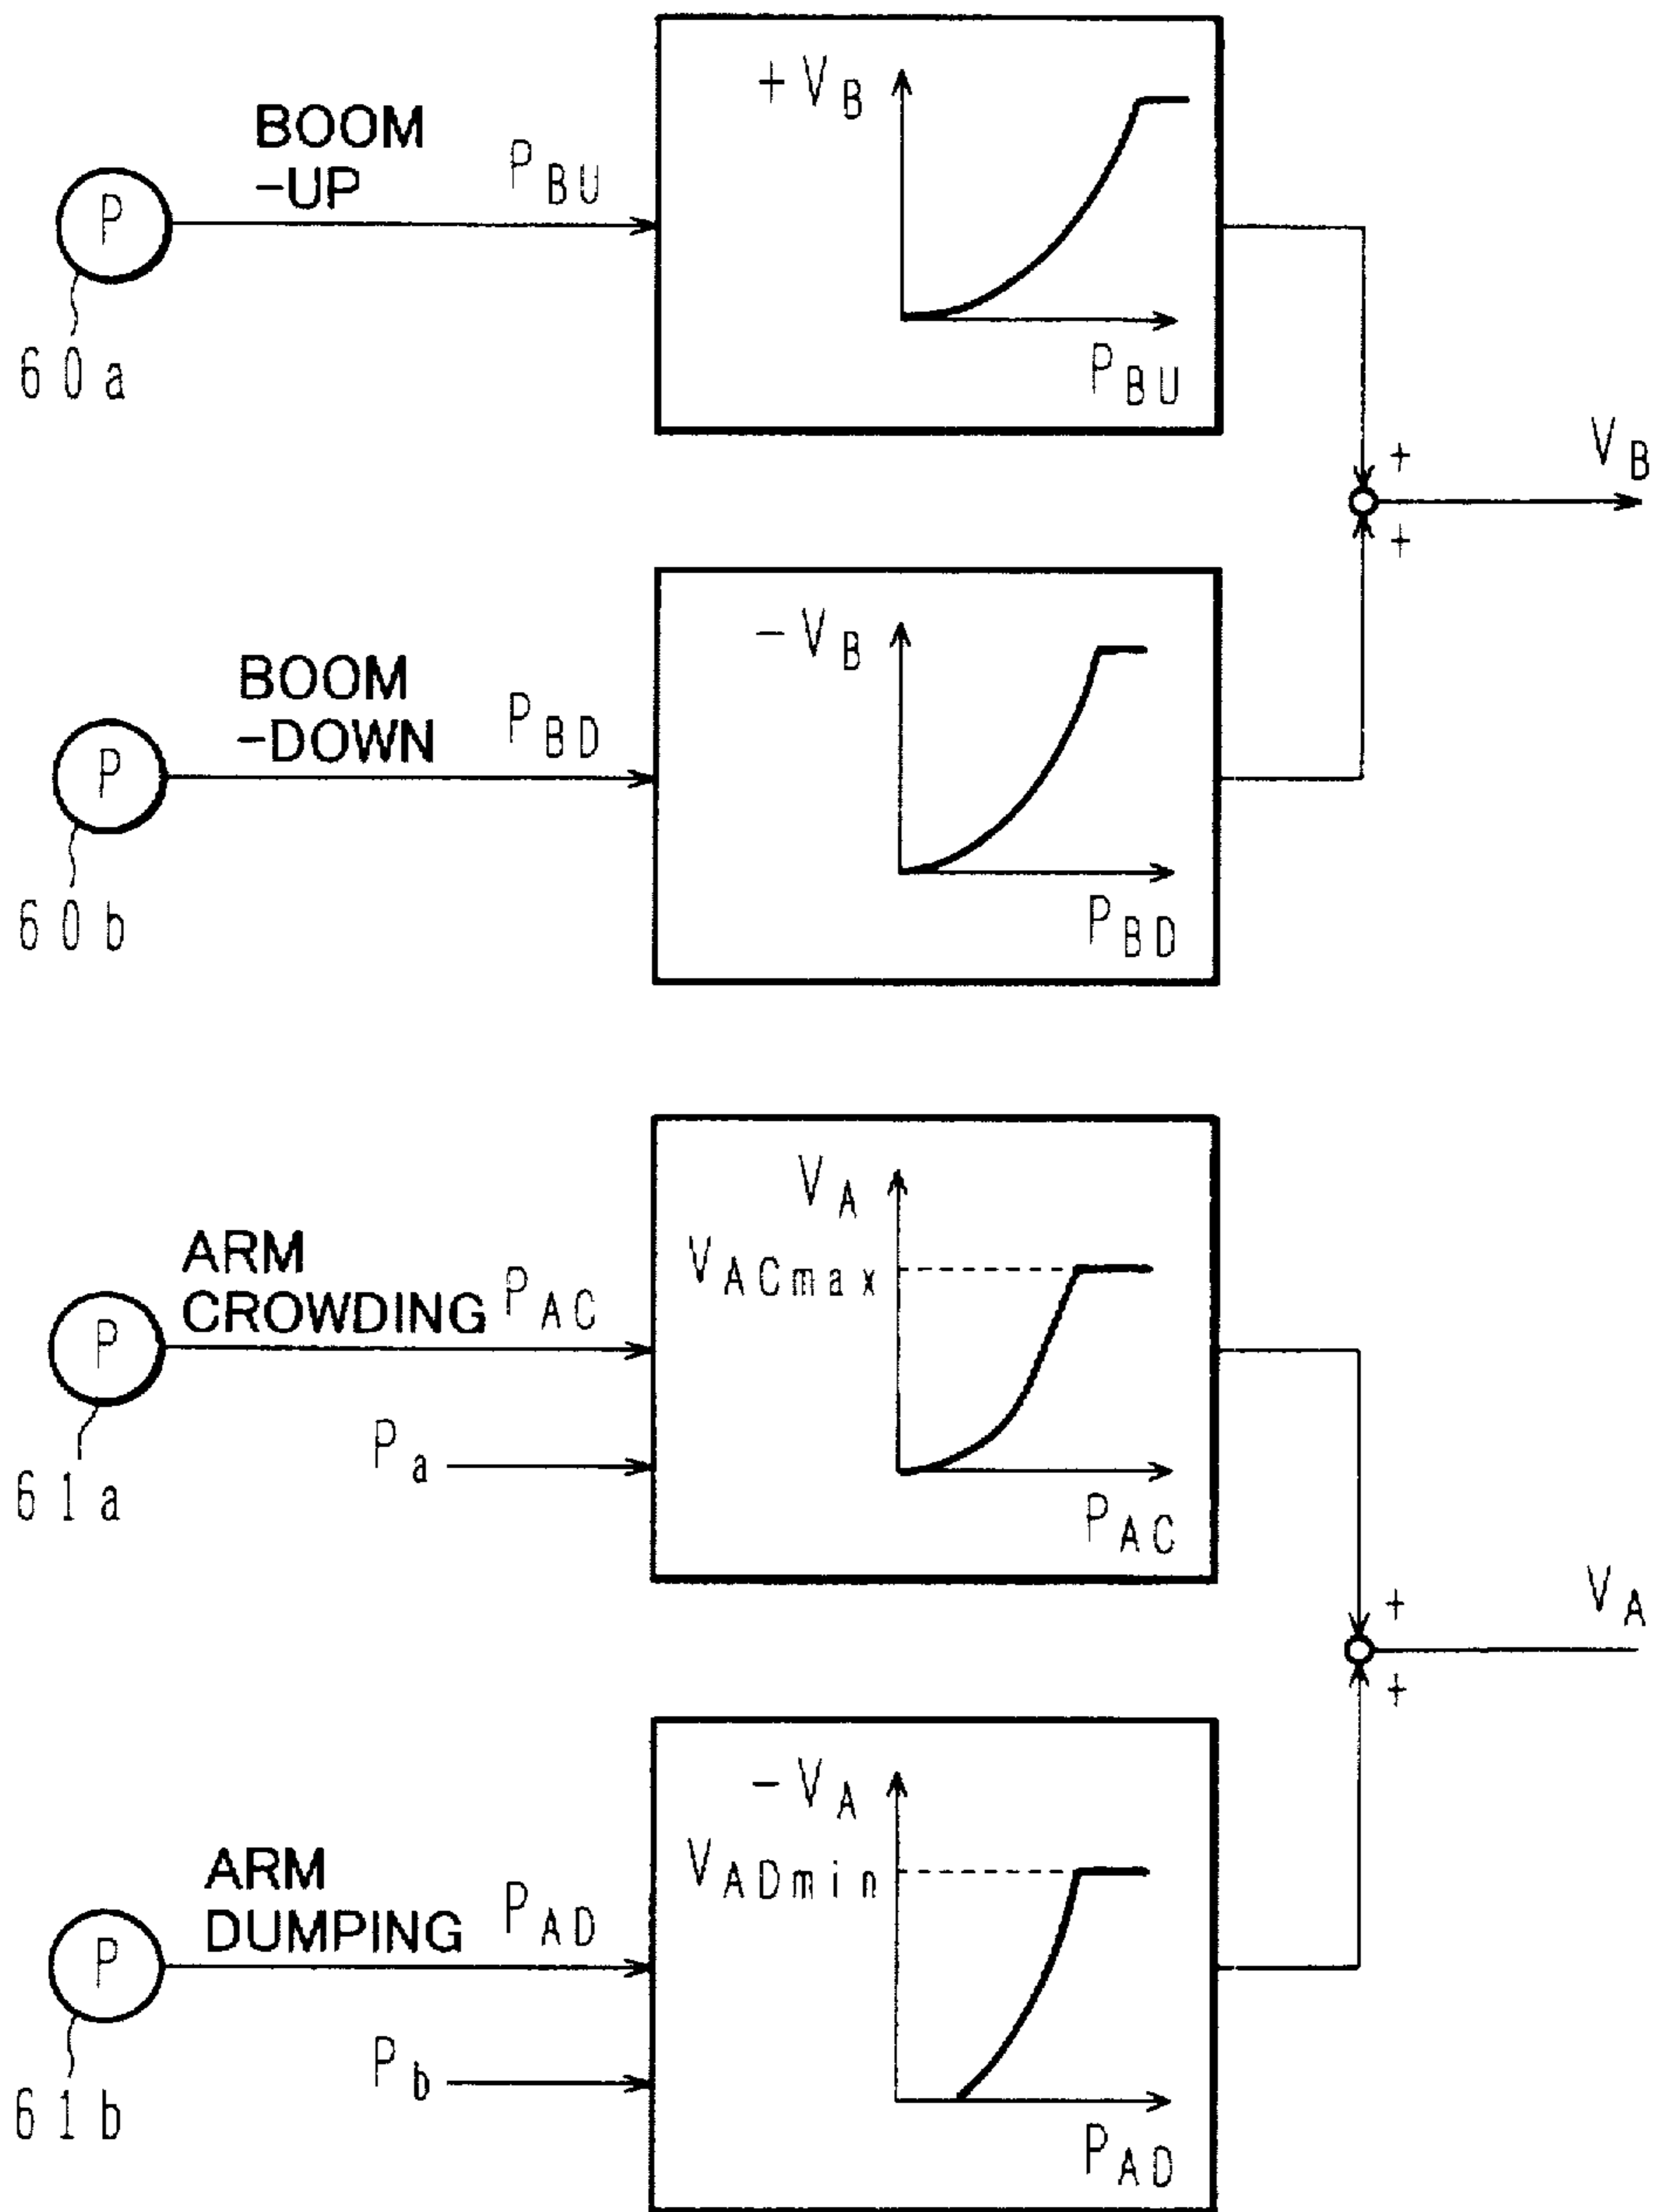 BOOM
-UP
P
P_BU
+V_B
P_BU
60a
+
V_B
+
BOOM
-DOWN
P
P_BD
-V_B
P_BD
60b
ARM
CROWDING
P
P_AC
V_A
V_ACmax
P_AC
P_a
61a
+
V_A
+
ARM
DUMPING
P
P_AD
-V_A
V_ADmin
P_AD
P_b
61b